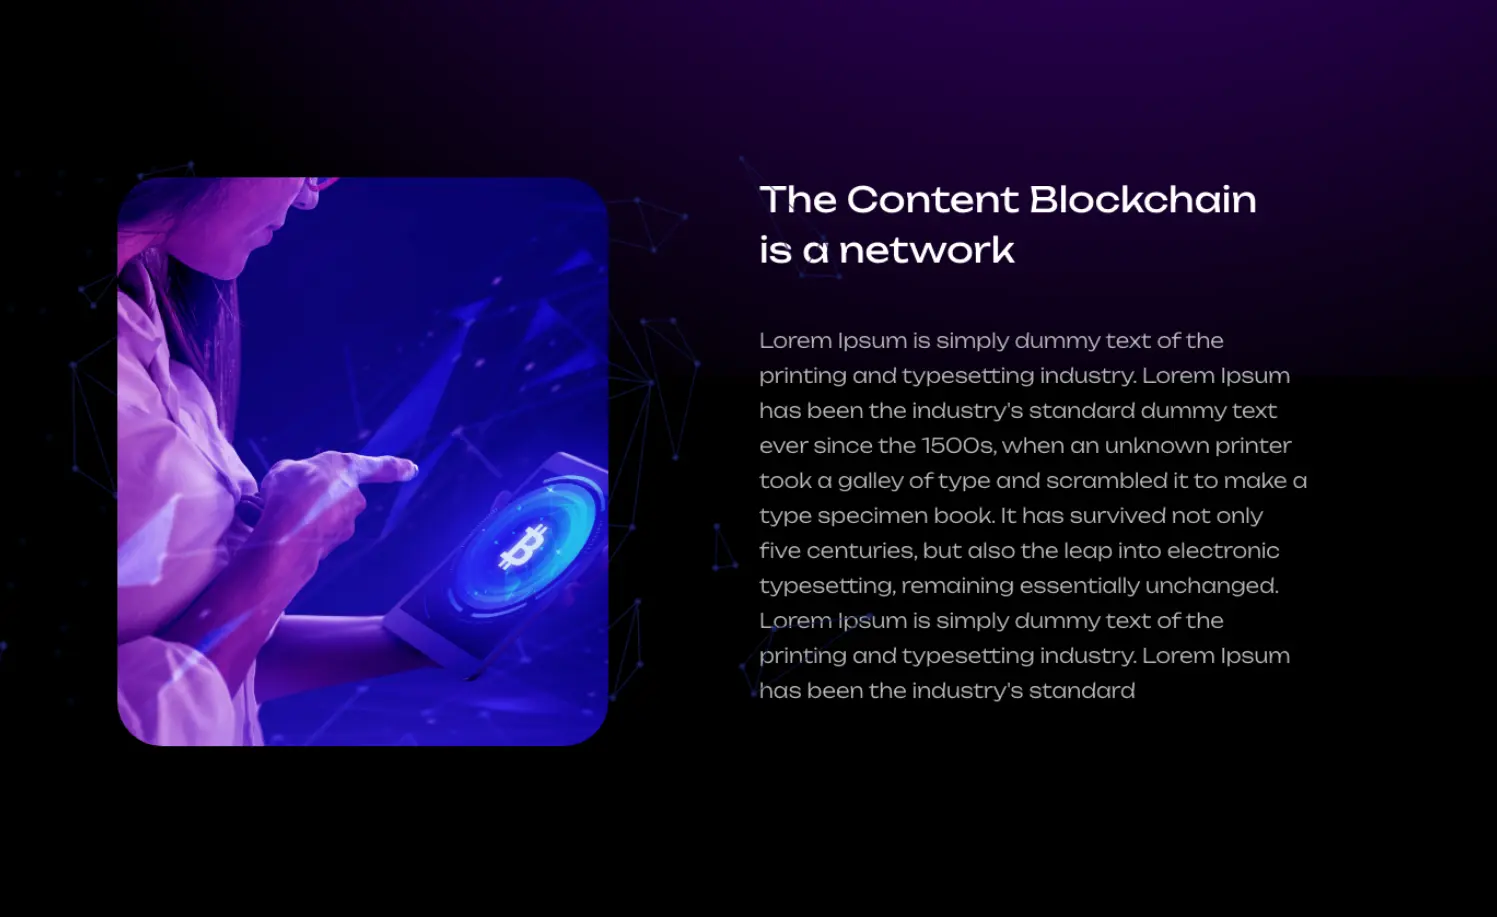 The Content Blockchain
is a network
Lorem Ipsum is simply dummy text of the
printing and typesetting industry. Lorem Ipsum
has been the industry's standard dummy text
ever since the 1500s, when an unknown printer
took a galley of type and scrambled it to make a
type specimen book. It has survived not only
five centuries, but also the leap into electronic
typesetting, remaining essentially unchanged.
Lorem Ipsum is simply dummy text of the
printing and typesetting industry. Lorem Ipsum
has been the industry's standard